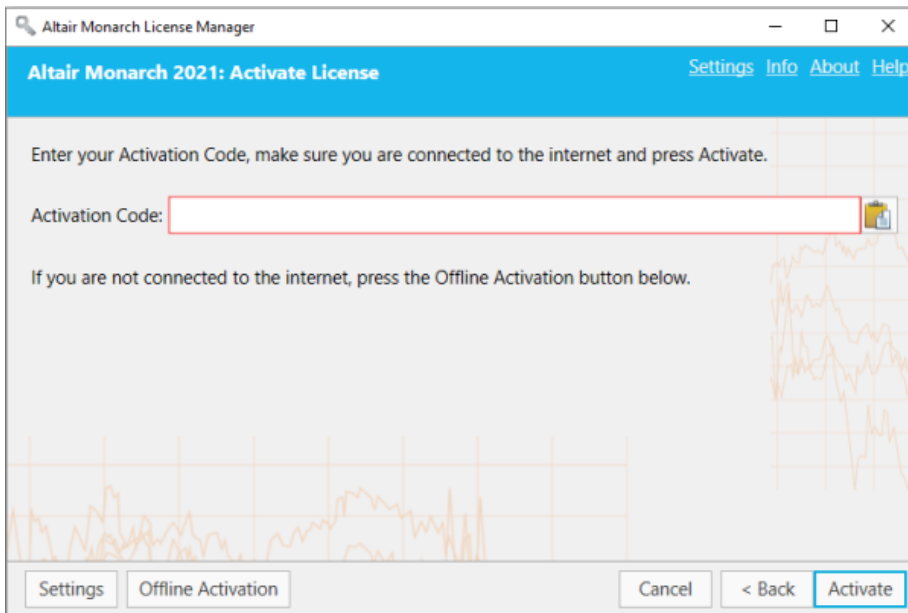 Altair Monarch License Manager
Altair Monarch 2021: Activate License
Settings Info About Help
Enter your Activation Code, make sure you are connected to the internet and press Activate.
Activation Code:
If you are not connected to the internet, press the Offline Activation button below.
Settings Offline Activation Cancel < Back Activate